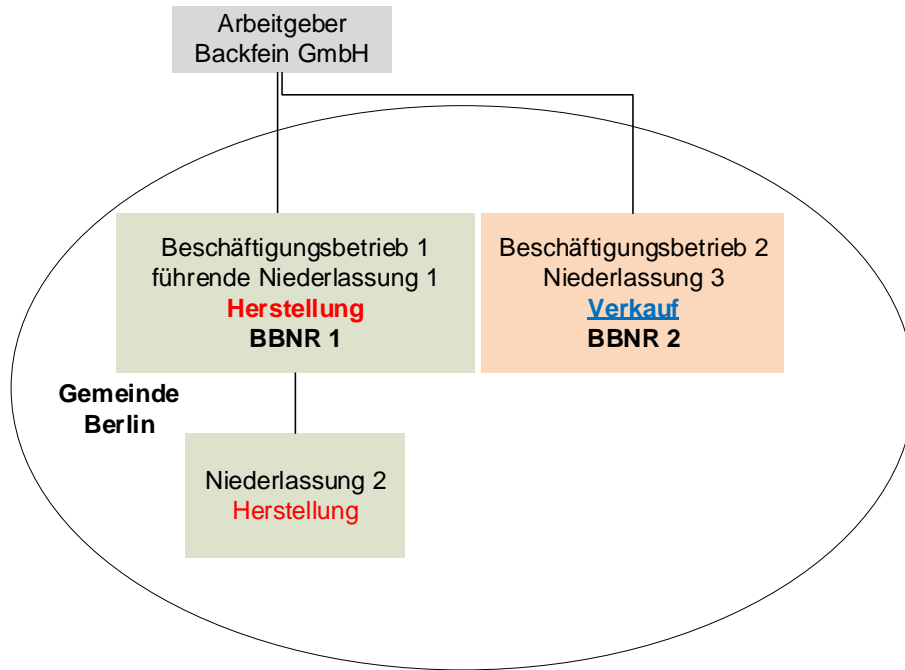 Arbeitgeber
Backfein GmbH
Beschäftigungsbetrieb 1
führende Niederlassung 1
Herstellung
BBNR 1
Beschäftigungsbetrieb 2
Niederlassung 3
Verkauf
BBNR 2
Gemeinde
Berlin
Niederlassung 2
Herstellung